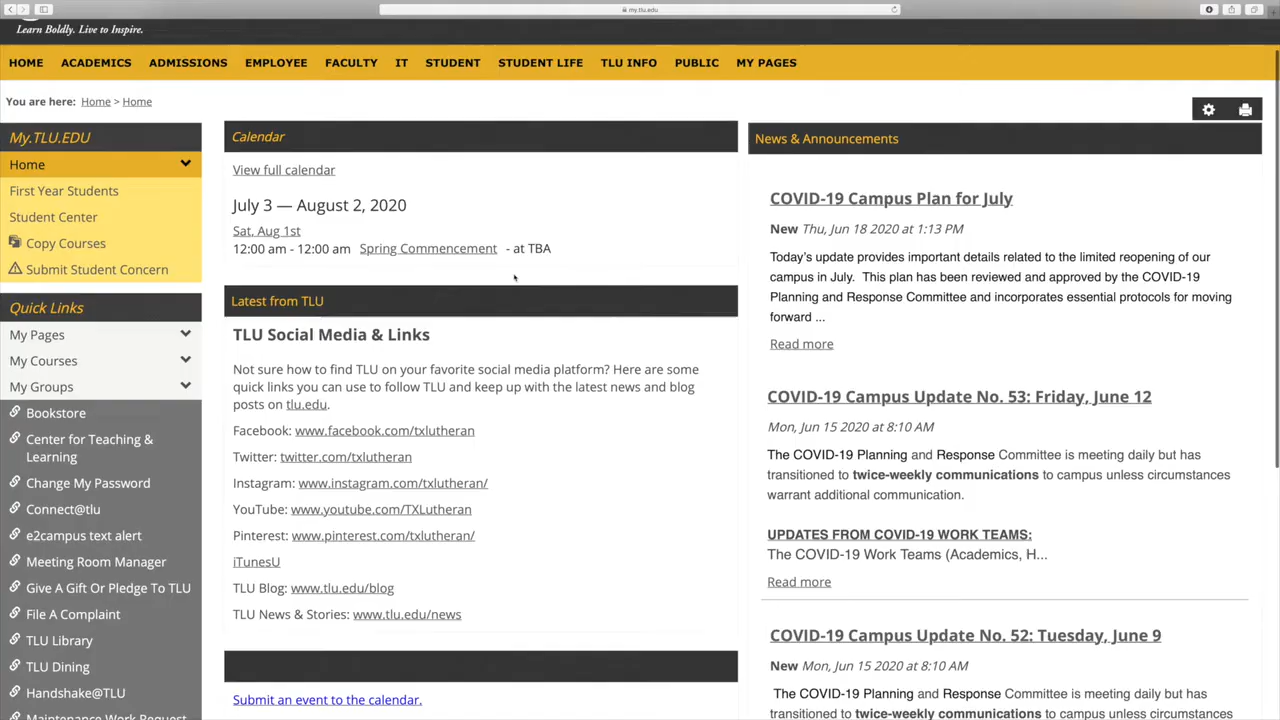 my.tlu.edu
Learn Boldly. Live to Inspire.
HOME ACADEMICS ADMISSIONS EMPLOYEE FACULTY IT STUDENT STUDENT LIFE TLU INFO PUBLIC MY PAGES
You are here: Home > Home
My.TLU.EDU
Home
First Year Students
Student Center
Copy Courses
Submit Student Concern
Quick Links
My Pages
My Courses
My Groups
Bookstore
Center for Teaching &
Learning
Change My Password
Connect@tlu
e2campus text alert
Meeting Room Manager
Give A Gift Or Pledge To TLU
File A Complaint
TLU Library
TLU Dining
Handshake@TLU
Maintenance Work Request
Calendar
View full calendar
July 3 — August 2, 2020
Sat, Aug 1st
12:00 am - 12:00 am Spring Commencement - at TBA
Latest from TLU
TLU Social Media & Links
Not sure how to find TLU on your favorite social media platform? Here are some
quick links you can use to follow TLU and keep up with the latest news and blog
posts on tlu.edu.
Facebook: www.facebook.com/txlutheran
Twitter: twitter.com/txlutheran
Instagram: www.instagram.com/txlutheran/
YouTube: www.youtube.com/TXLutheran
Pinterest: www.pinterest.com/txlutheran/
iTunesU
TLU Blog: www.tlu.edu/blog
TLU News & Stories: www.tlu.edu/news
Submit an event to the calendar.
News & Announcements
COVID-19 Campus Plan for July
New Thu, Jun 18 2020 at 1:13 PM
Today's update provides important details related to the limited reopening of our
campus in July. This plan has been reviewed and approved by the COVID-19
Planning and Response Committee and incorporates essential protocols for moving
forward ...
Read more
COVID-19 Campus Update No. 53: Friday, June 12
Mon, Jun 15 2020 at 8:10 AM
The COVID-19 Planning and Response Committee is meeting daily but has
transitioned to twice-weekly communications to campus unless circumstances
warrant additional communication.
UPDATES FROM COVID-19 WORK TEAMS:
The COVID-19 Work Teams (Academics, H...
Read more
COVID-19 Campus Update No. 52: Tuesday, June 9
New Mon, Jun 15 2020 at 8:10 AM
The COVID-19 Planning and Response Committee is meeting daily but has
transitioned to twice-weekly communications to campus unless circumstances